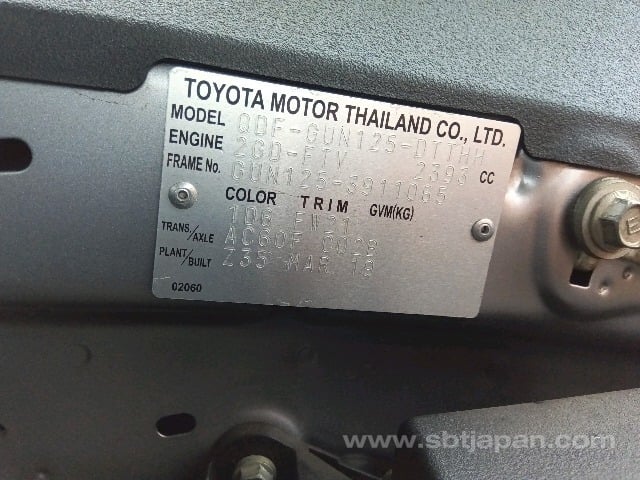 TOYOTA MOTOR THAILAND CO., LTD.
MODEL QDF-GUN125-DTTHH
ENGINE 2GD-FTV 2393 CC
FRAME No. GUN125-3911065
COLOR TRIM GVM(KG)
1D6 FW21
TRANS./AXLE AC60F
PLANT/BUILT Z35 MAR 18
02060
www.sbtjapan.com